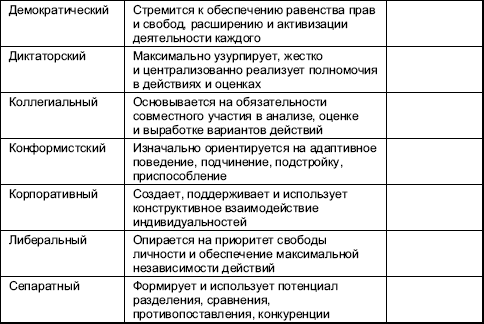 Демократический Стремится к обеспечению равенства прав
и свобод, расширению и активизации
деятельности каждого
Диктаторский Максимально узурпирует, жестко
и централизованно реализует полномочия
в действиях и оценках
Коллегиальный Основывается на обязательности
совместного участия в анализе, оценке
и выработке вариантов действий
Конформистский Изначально ориентируется на адаптивное
поведение, подчинение, подстройку,
приспособление
Корпоративный Создает, поддерживает и использует
конструктивное взаимодействие
индивидуальностей
Либеральный Опирается на приоритет свободы
личности и обеспечение максимальной
независимости действий
Сепаратный Формирует и использует потенциал
разделения, сравнения,
противопоставления, конкуренции